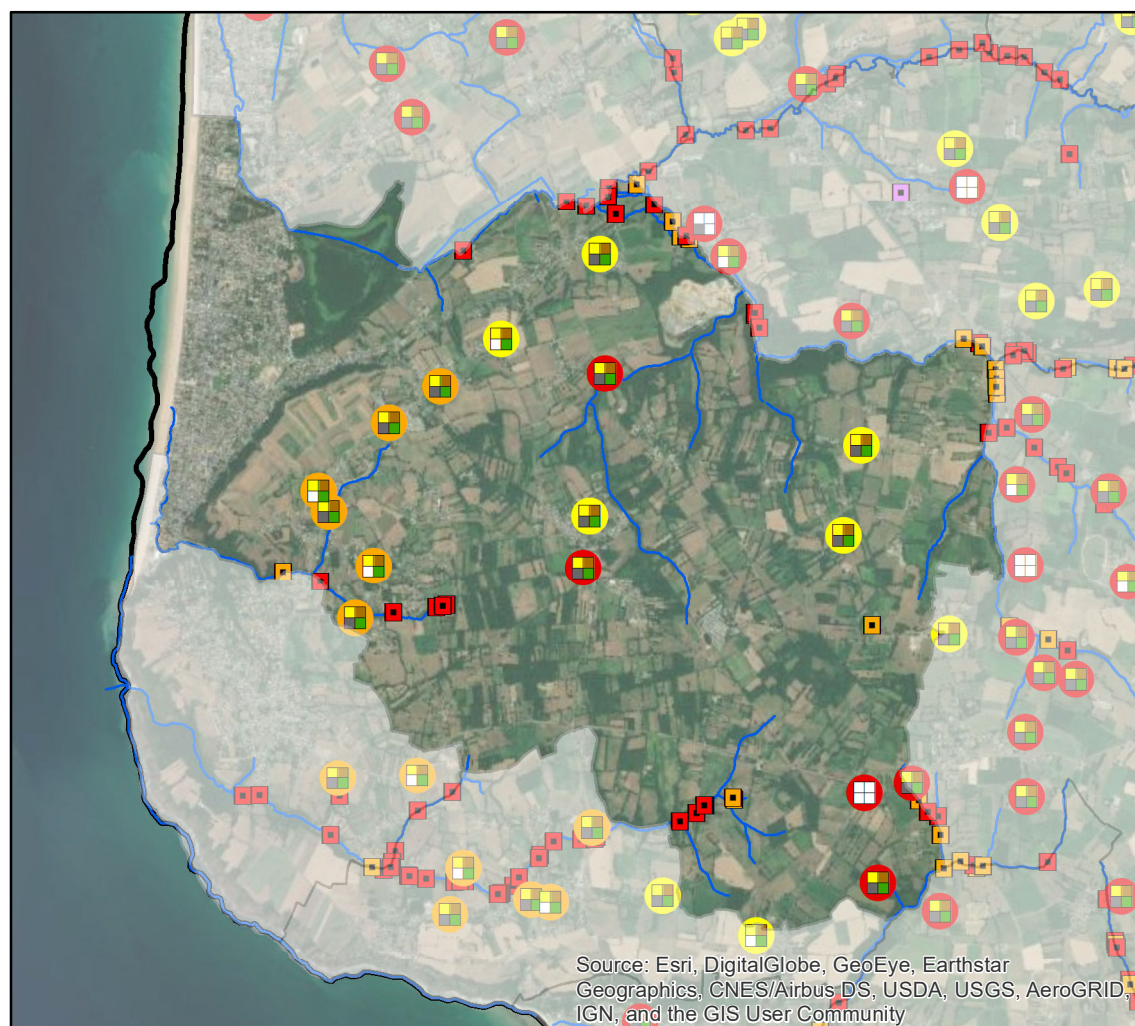 Source: Esri, DigitalGlobe, GeoEye, Earthstar
Geographics, CNES/Airbus DS, USDA, USGS, AeroGRID,
IGN, and the GIS User Community